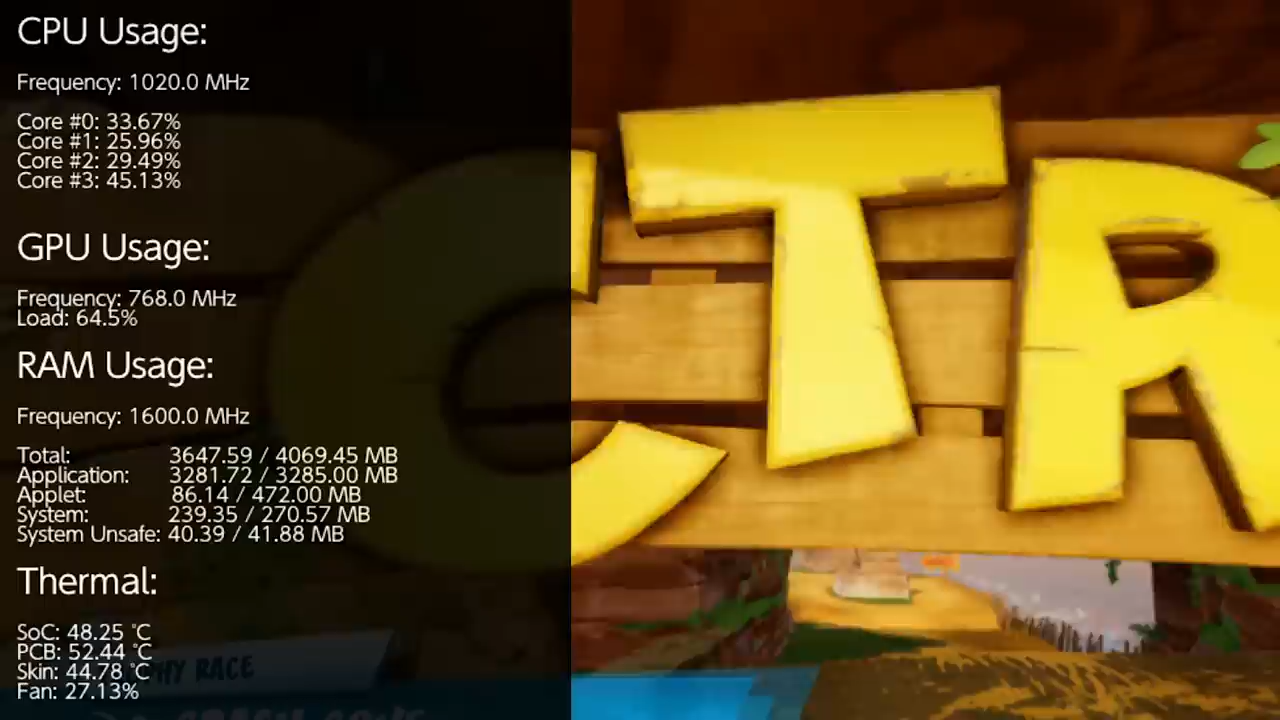 CPU Usage:
Frequency: 1020.0 MHz
Core #0: 33.67%
Core #1: 25.96%
Core #2: 29.49%
Core #3: 45.13%
GPU Usage:
Frequency: 768.0 MHz
Load: 64.5%
RAM Usage:
Frequency: 1600.0 MHz
Total: 3647.59 / 4069.45 MB
Application: 3281.72 / 3285.00 MB
Applet: 86.14 / 472.00 MB
System: 239.35 / 270.57 MB
System Unsafe: 40.39 / 41.88 MB
Thermal:
SoC: 48.25 °C
PCB: 52.44 °C
Skin: 44.78 °C
Fan: 27.13%
CTR
PHY RACE